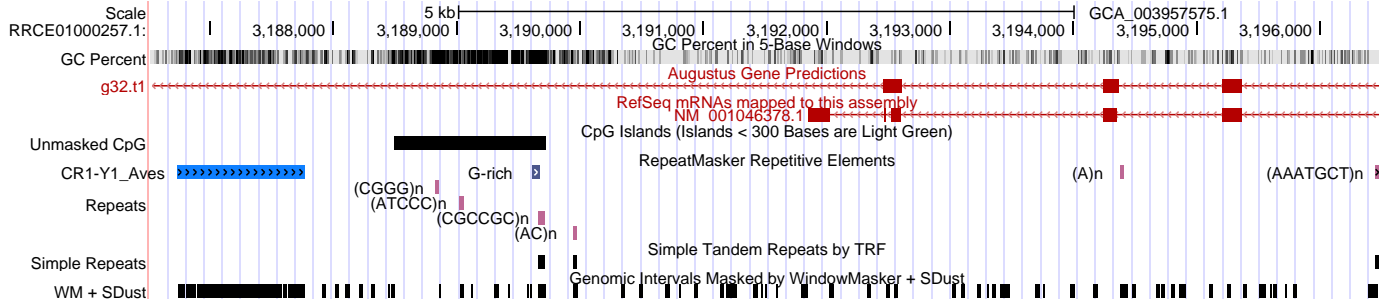 Scale 5 kb GCA_003957575.1
RRCE01000257.1: 3,188,000 3,189,000 3,190,000 3,191,000 3,192,000 3,193,000 3,194,000 3,195,000 3,196,000
GC Percent in 5-Base Windows
GC Percent
Augustus Gene Predictions
g32.t1
RefSeq mRNAs mapped to this assembly
NM_001046378.1
CpG Islands (Islands < 300 Bases are Light Green)
Unmasked CpG
RepeatMasker Repetitive Elements
CR1-Y1_Aves G-rich (A)n (AAATGCT)n
(CGGG)n
Repeats (ATCCC)n
(CGCCGC)n
(AC)n
Simple Tandem Repeats by TRF
Simple Repeats
Genomic Intervals Masked by WindowMasker + SDust
WM + SDust